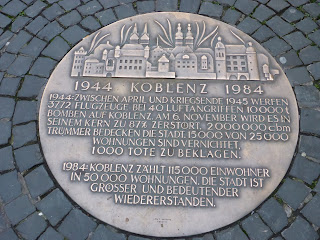 1944 KOBLENZ 1984
1944: ZWISCHEN APRIL UND KRIEGSENDE 1945 WERFEN
3772 FLUGZEUGE BEI 40 LUFTANGRIFFEN 10000 t
BOMBEN AUF KOBLENZ. AM 6. NOVEMBER WIRD ES IN
SEINEM KERN ZU 87% ZERSTÖRT. 2000000 cbm
TRÜMMER BEDECKEN DIE STADT. 15000 VON 25000
WOHNUNGEN SIND VERNICHTET,
1000 TOTE ZU BEKLAGEN.
1984: KOBLENZ ZÄHLT 115000 EINWOHNER
IN 50000 WOHNUNGEN. DIE STADT IST
GRÖSSER UND BEDEUTENDER
WIEDERERSTANDEN.